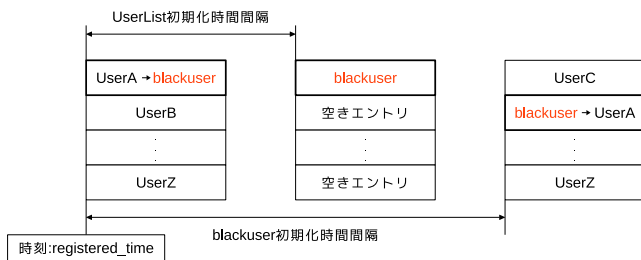 UserList初期化時間間隔
UserA → blackuser
blackuser
UserC
UserB
空きエントリ
blackuser → UserA
UserZ
空きエントリ
UserZ
blackuser初期化時間間隔
時刻:registered_time